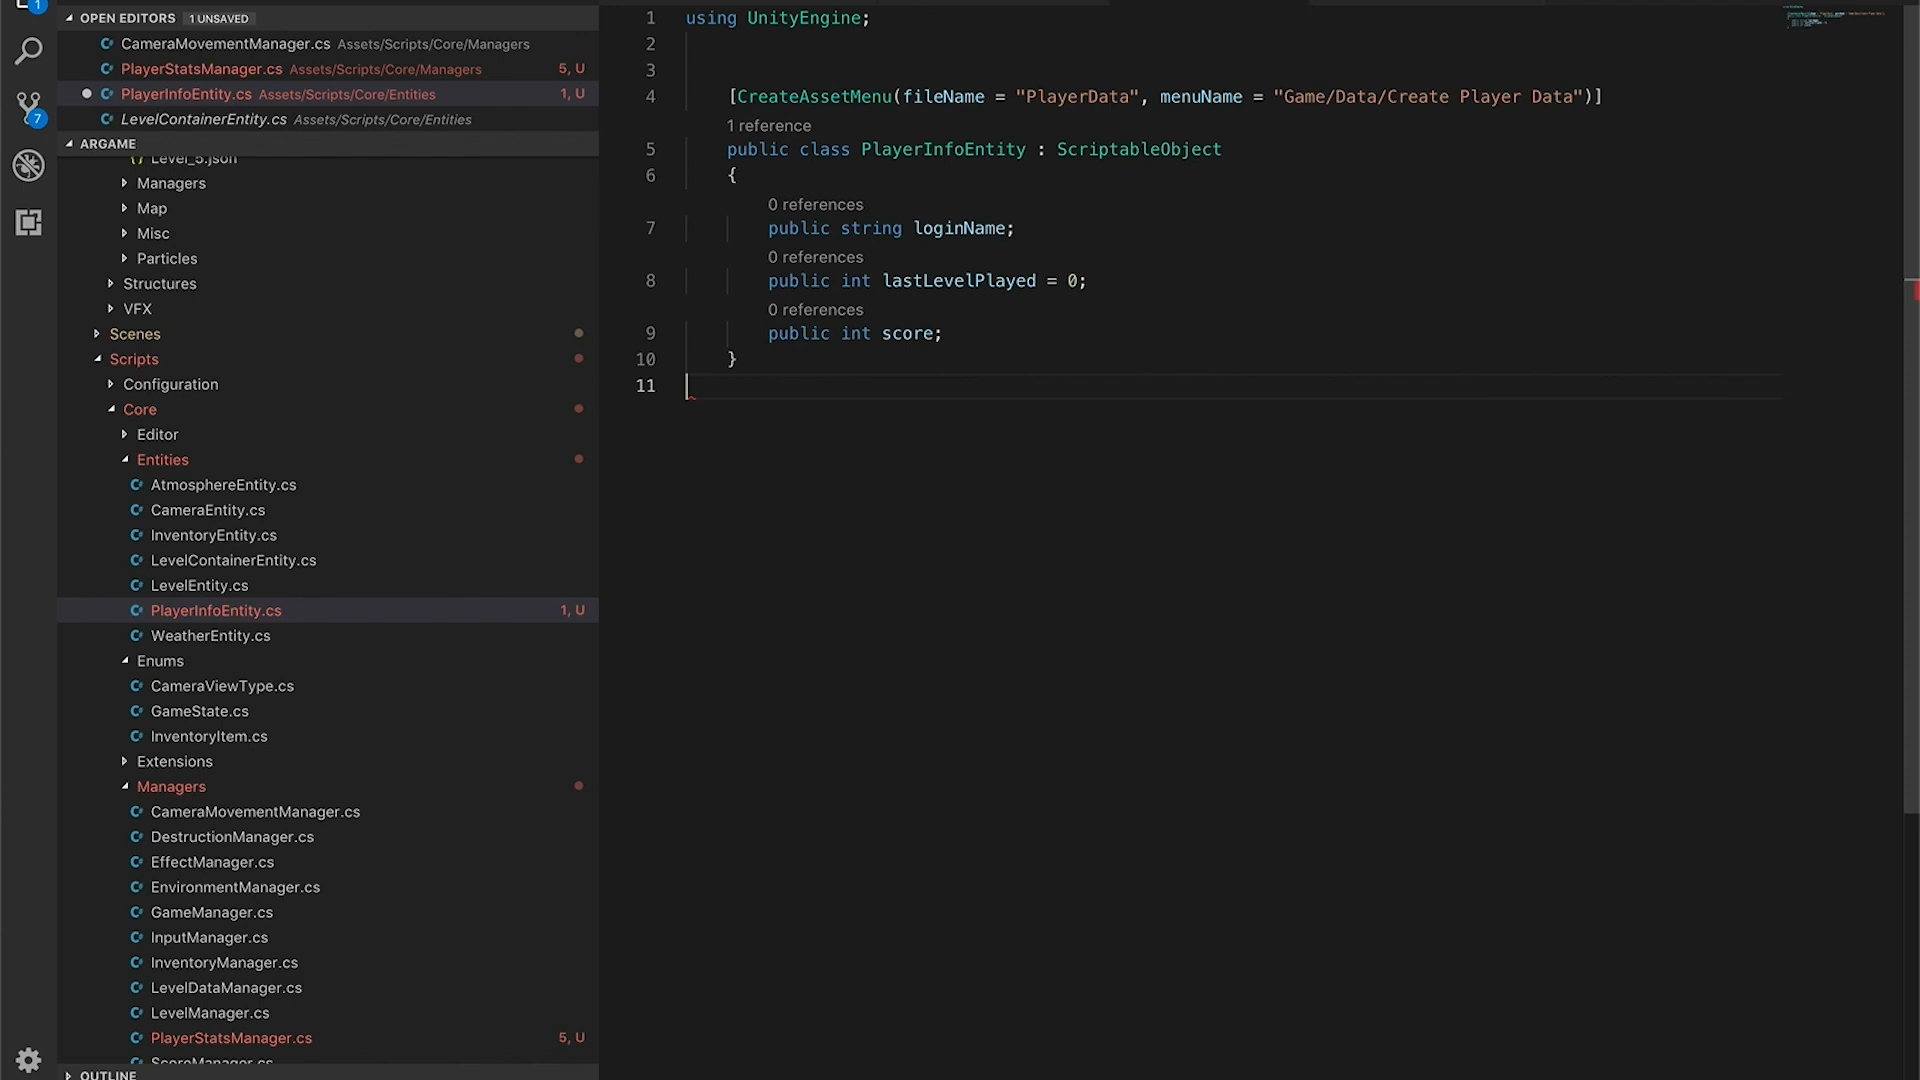 1
OPEN EDITORS 1 UNSAVED
CameraMovementManager.cs Assets/Scripts/Core/Managers
PlayerStatsManager.cs Assets/Scripts/Core/Managers 5, U
PlayerInfoEntity.cs Assets/Scripts/Core/Entities 1, U
7
LevelContainerEntity.cs Assets/Scripts/Core/Entities
ARGAME
{} Level_5.json
Managers
Map
Misc
Particles
Structures
VFX
Scenes
Scripts
Configuration
Core
Editor
Entities
AtmosphereEntity.cs
CameraEntity.cs
InventoryEntity.cs
LevelContainerEntity.cs
LevelEntity.cs
PlayerInfoEntity.cs 1, U
WeatherEntity.cs
Enums
CameraViewType.cs
GameState.cs
InventoryItem.cs
Extensions
Managers
CameraMovementManager.cs
DestructionManager.cs
EffectManager.cs
EnvironmentManager.cs
GameManager.cs
InputManager.cs
InventoryManager.cs
LevelDataManager.cs
LevelManager.cs
PlayerStatsManager.cs 5, U
ScoreManager.cs
OUTLINE
1 using UnityEngine;
2
3
4 [CreateAssetMenu(fileName = "PlayerData", menuName = "Game/Data/Create Player Data")]
1 reference
5 public class PlayerInfoEntity : ScriptableObject
6 {
0 references
7 public string loginName;
0 references
8 public int lastLevelPlayed = 0;
0 references
9 public int score;
10 }
11